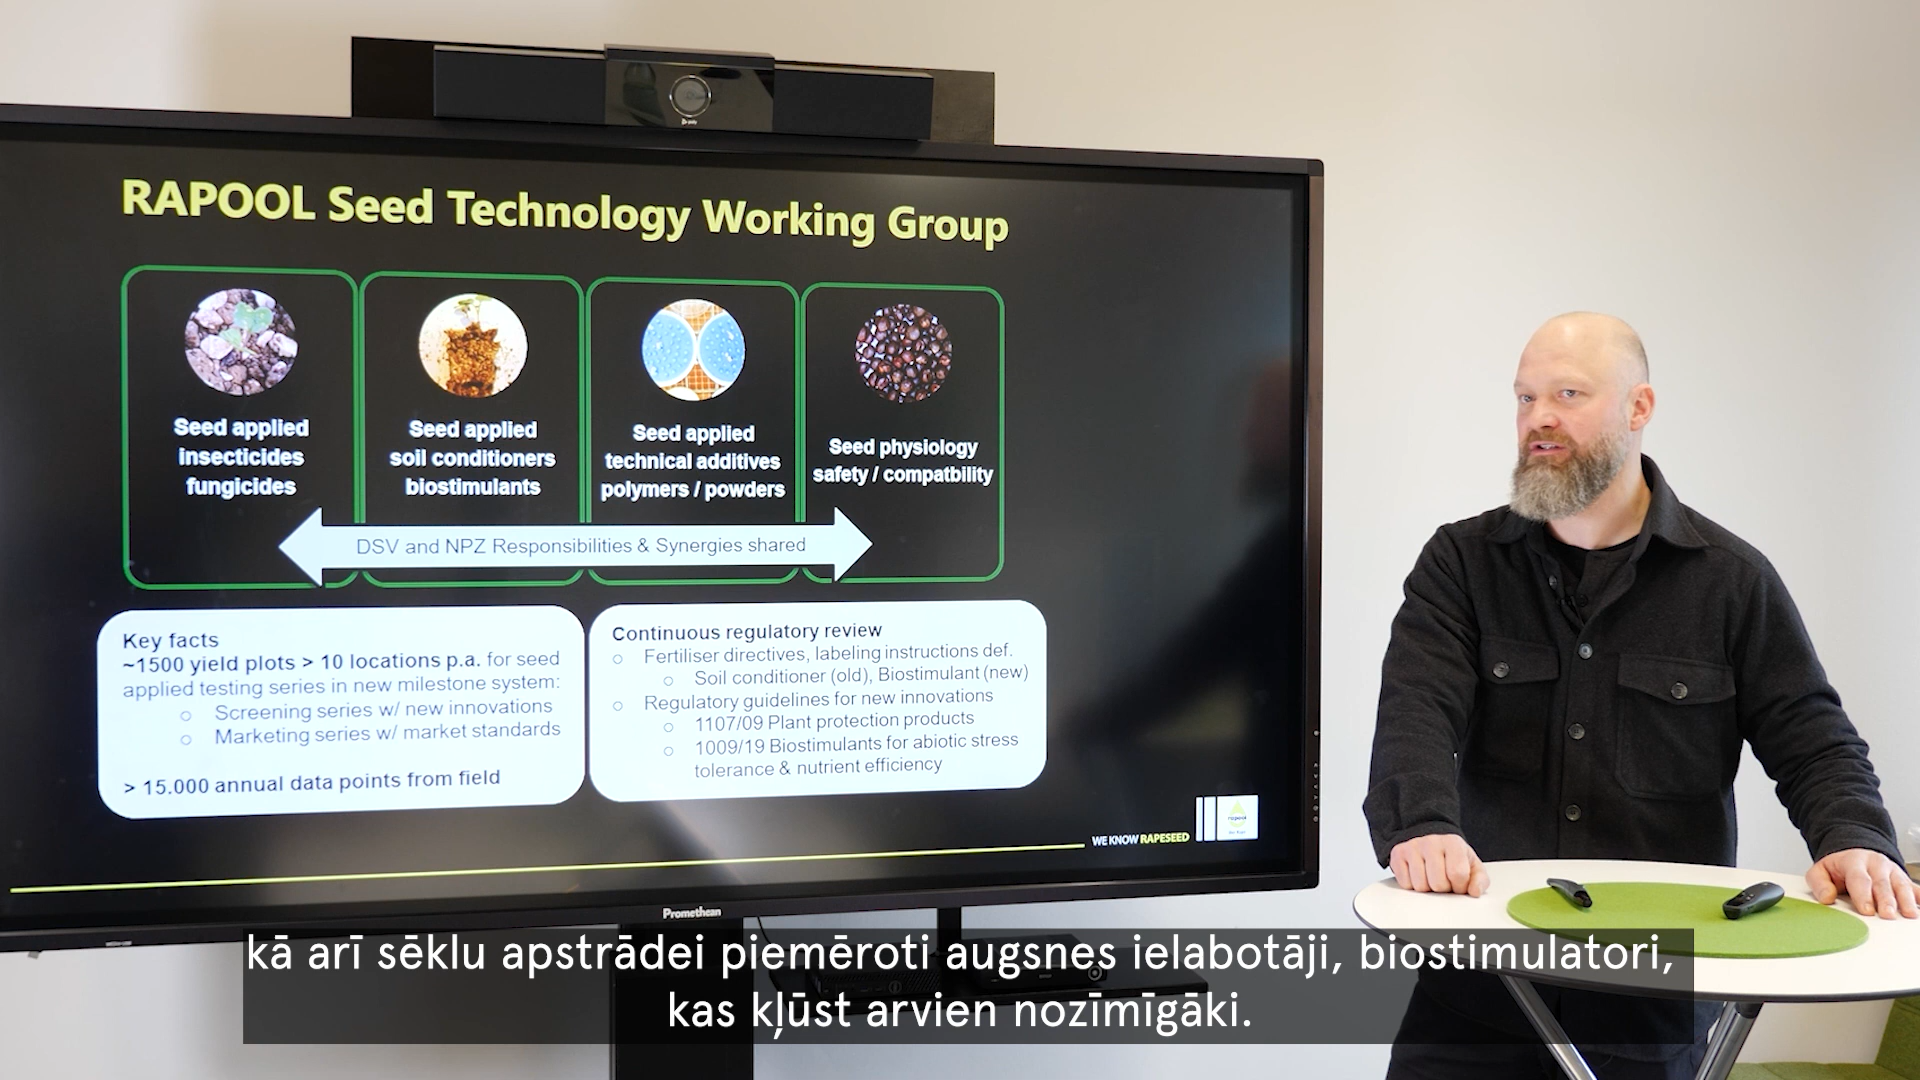 RAPOOL Seed Technology Working Group
Seed applied
insecticides
fungicides
Seed applied
soil conditioners
biostimulants
Seed applied
technical additives
polymers / powders
Seed physiology
safety / compatbility
DSV and NPZ Responsibilities & Synergies shared
Key facts
~1500 yield plots > 10 locations p.a. for seed
applied testing series in new milestone system:
○ Screening series w/ new innovations
○ Marketing series w/ market standards
> 15.000 annual data points from field
Continuous regulatory review
○ Fertiliser directives, labeling instructions def.
○ Soil conditioner (old), Biostimulant (new)
○ Regulatory guidelines for new innovations
○ 1107/09 Plant protection products
○ 1009/19 Biostimulants for abiotic stress
tolerance & nutrient efficiency
WE KNOW RAPESEED
rapool
Promethean
poly
kā arī sēklu apstrādei piemēroti augsnes ielabotāji, biostimulatori,
kas kļūst arvien nozīmīgāki.